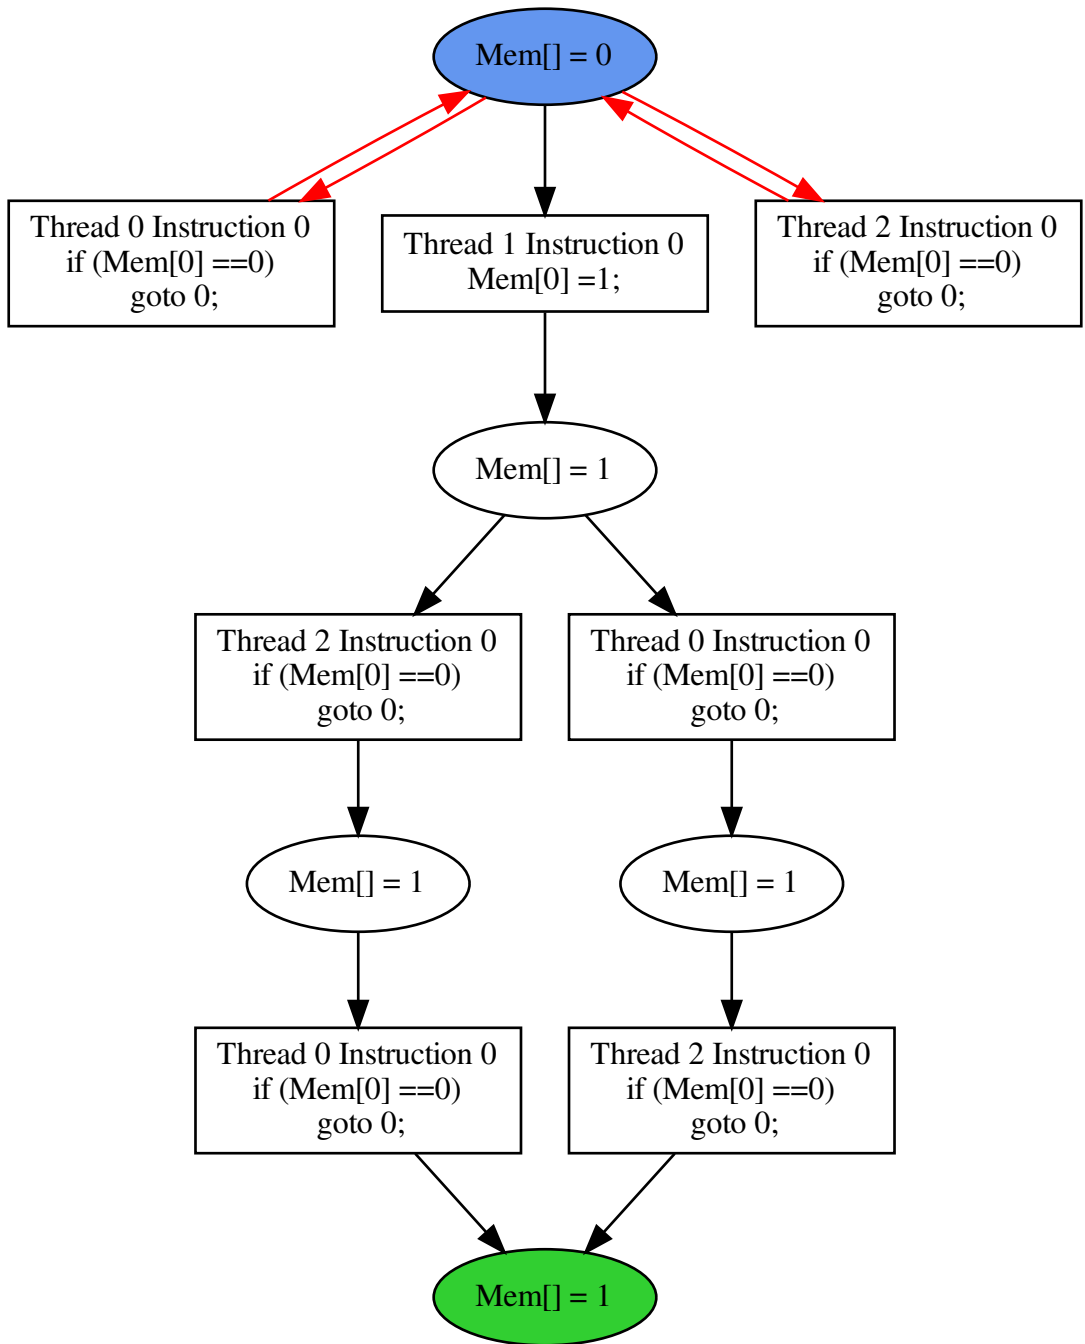 Mem[] = 0
Thread 0 Instruction 0
if (Mem[0] ==0)
goto 0;
Thread 1 Instruction 0
Mem[0] =1;
Thread 2 Instruction 0
if (Mem[0] ==0)
goto 0;
Mem[] = 1
Thread 2 Instruction 0
if (Mem[0] ==0)
goto 0;
Thread 0 Instruction 0
if (Mem[0] ==0)
goto 0;
Mem[] = 1
Mem[] = 1
Thread 0 Instruction 0
if (Mem[0] ==0)
goto 0;
Thread 2 Instruction 0
if (Mem[0] ==0)
goto 0;
Mem[] = 1